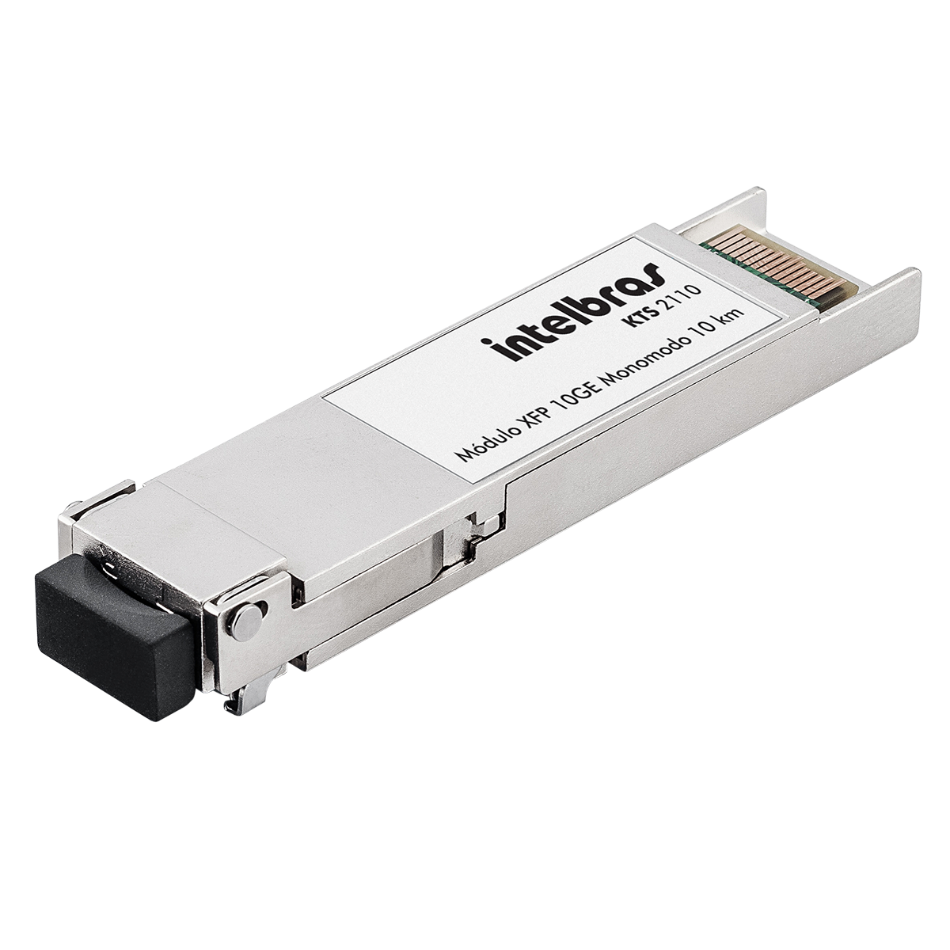 intelbras
KTS 2110
Módulo XFP 10GE Monomodo 10 km